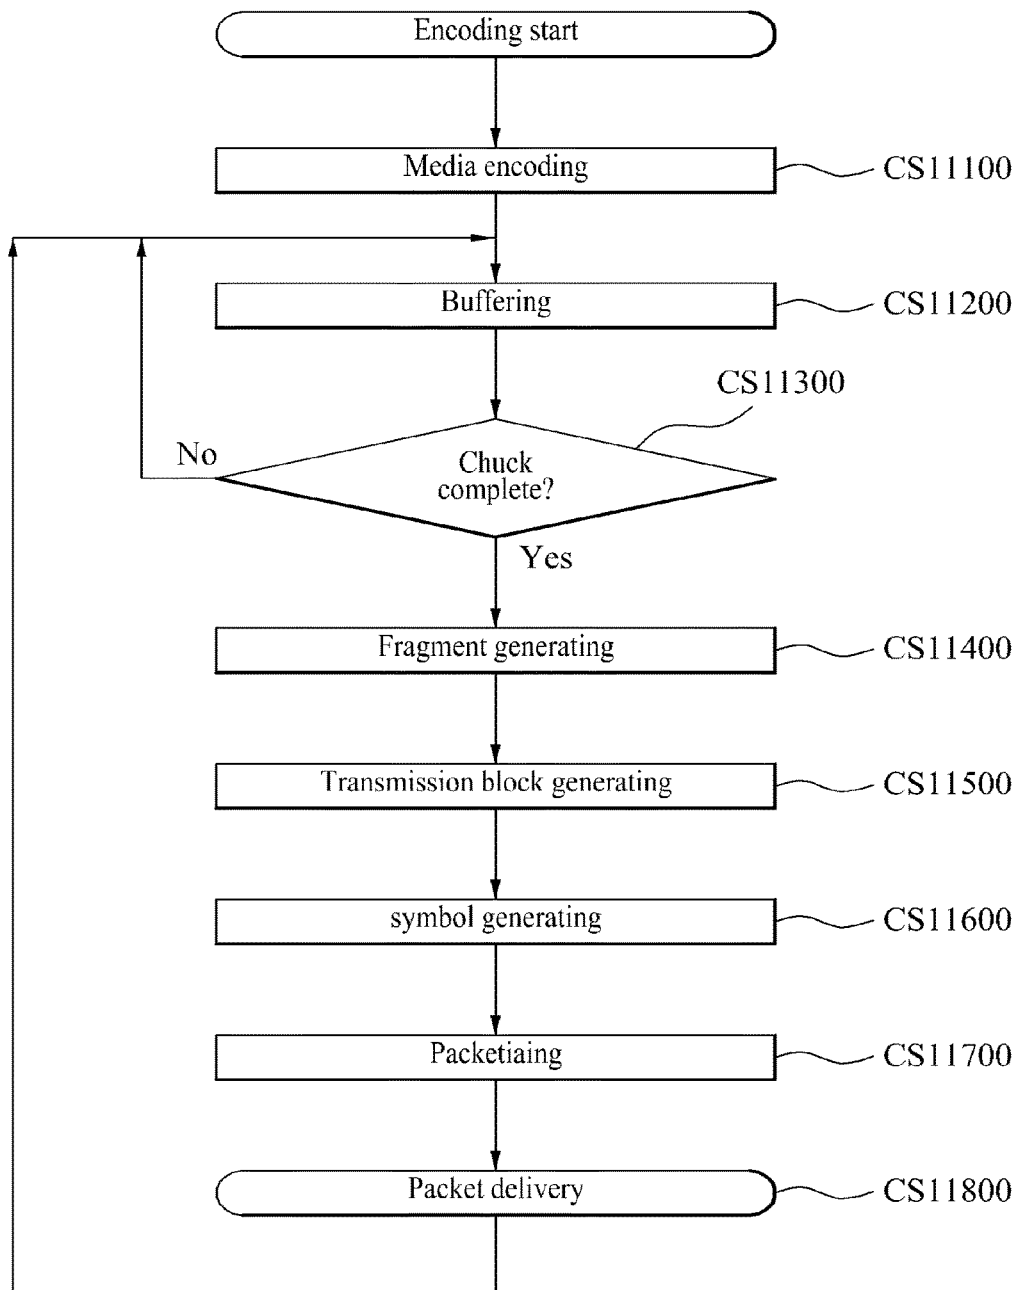 Encoding start
Media encoding
CS11100
Buffering
CS11200
CS11300
No
Chuck
complete?
Yes
Fragment generating
CS11400
Transmission block generating
CS11500
symbol generating
CS11600
Packetiaing
CS11700
Packet delivery
CS11800